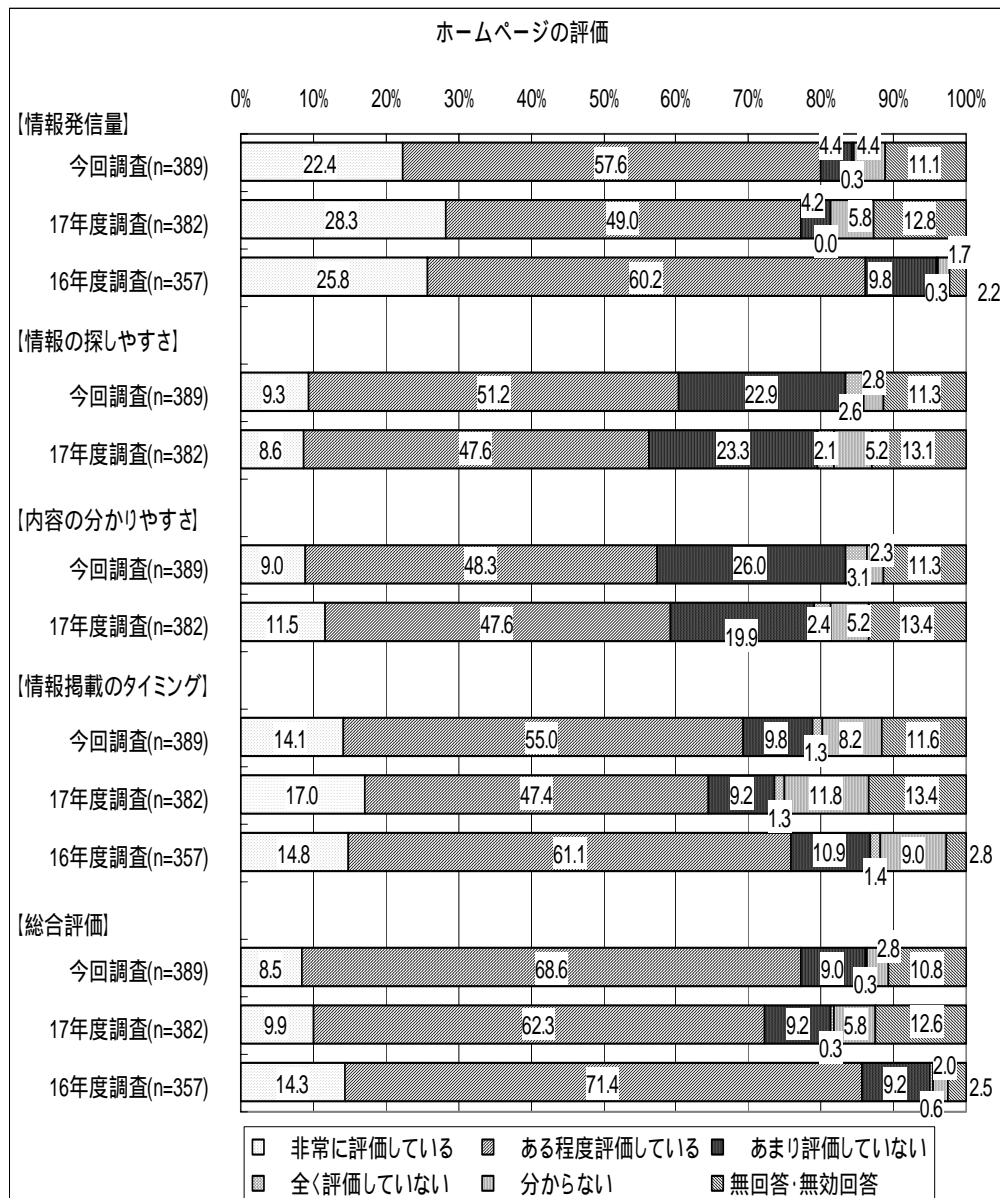 ホームページの評価
0% 10% 20% 30% 40% 50% 60% 70% 80% 90% 100%
【情報発信量】
今回調査(n=389) 22.4 57.6 4.4 0.3 4.4 11.1
17年度調査(n=382) 28.3 49.0 4.2 0.0 5.8 12.8
16年度調査(n=357) 25.8 60.2 9.8 0.3 1.7 2.2
【情報の探しやすさ】
今回調査(n=389) 9.3 51.2 22.9 2.6 2.8 11.3
17年度調査(n=382) 8.6 47.6 23.3 2.1 5.2 13.1
【内容の分かりやすさ】
今回調査(n=389) 9.0 48.3 26.0 3.1 2.3 11.3
17年度調査(n=382) 11.5 47.6 19.9 2.4 5.2 13.4
【情報掲載のタイミング】
今回調査(n=389) 14.1 55.0 9.8 1.3 8.2 11.6
17年度調査(n=382) 17.0 47.4 9.2 1.3 11.8 13.4
16年度調査(n=357) 14.8 61.1 10.9 1.4 9.0 2.8
【総合評価】
今回調査(n=389) 8.5 68.6 9.0 0.3 2.8 10.8
17年度調査(n=382) 9.9 62.3 9.2 0.3 5.8 12.6
16年度調査(n=357) 14.3 71.4 9.2 0.6 2.0 2.5
非常に評価している ある程度評価している あまり評価していない
全く評価していない 分からない 無回答・無効回答